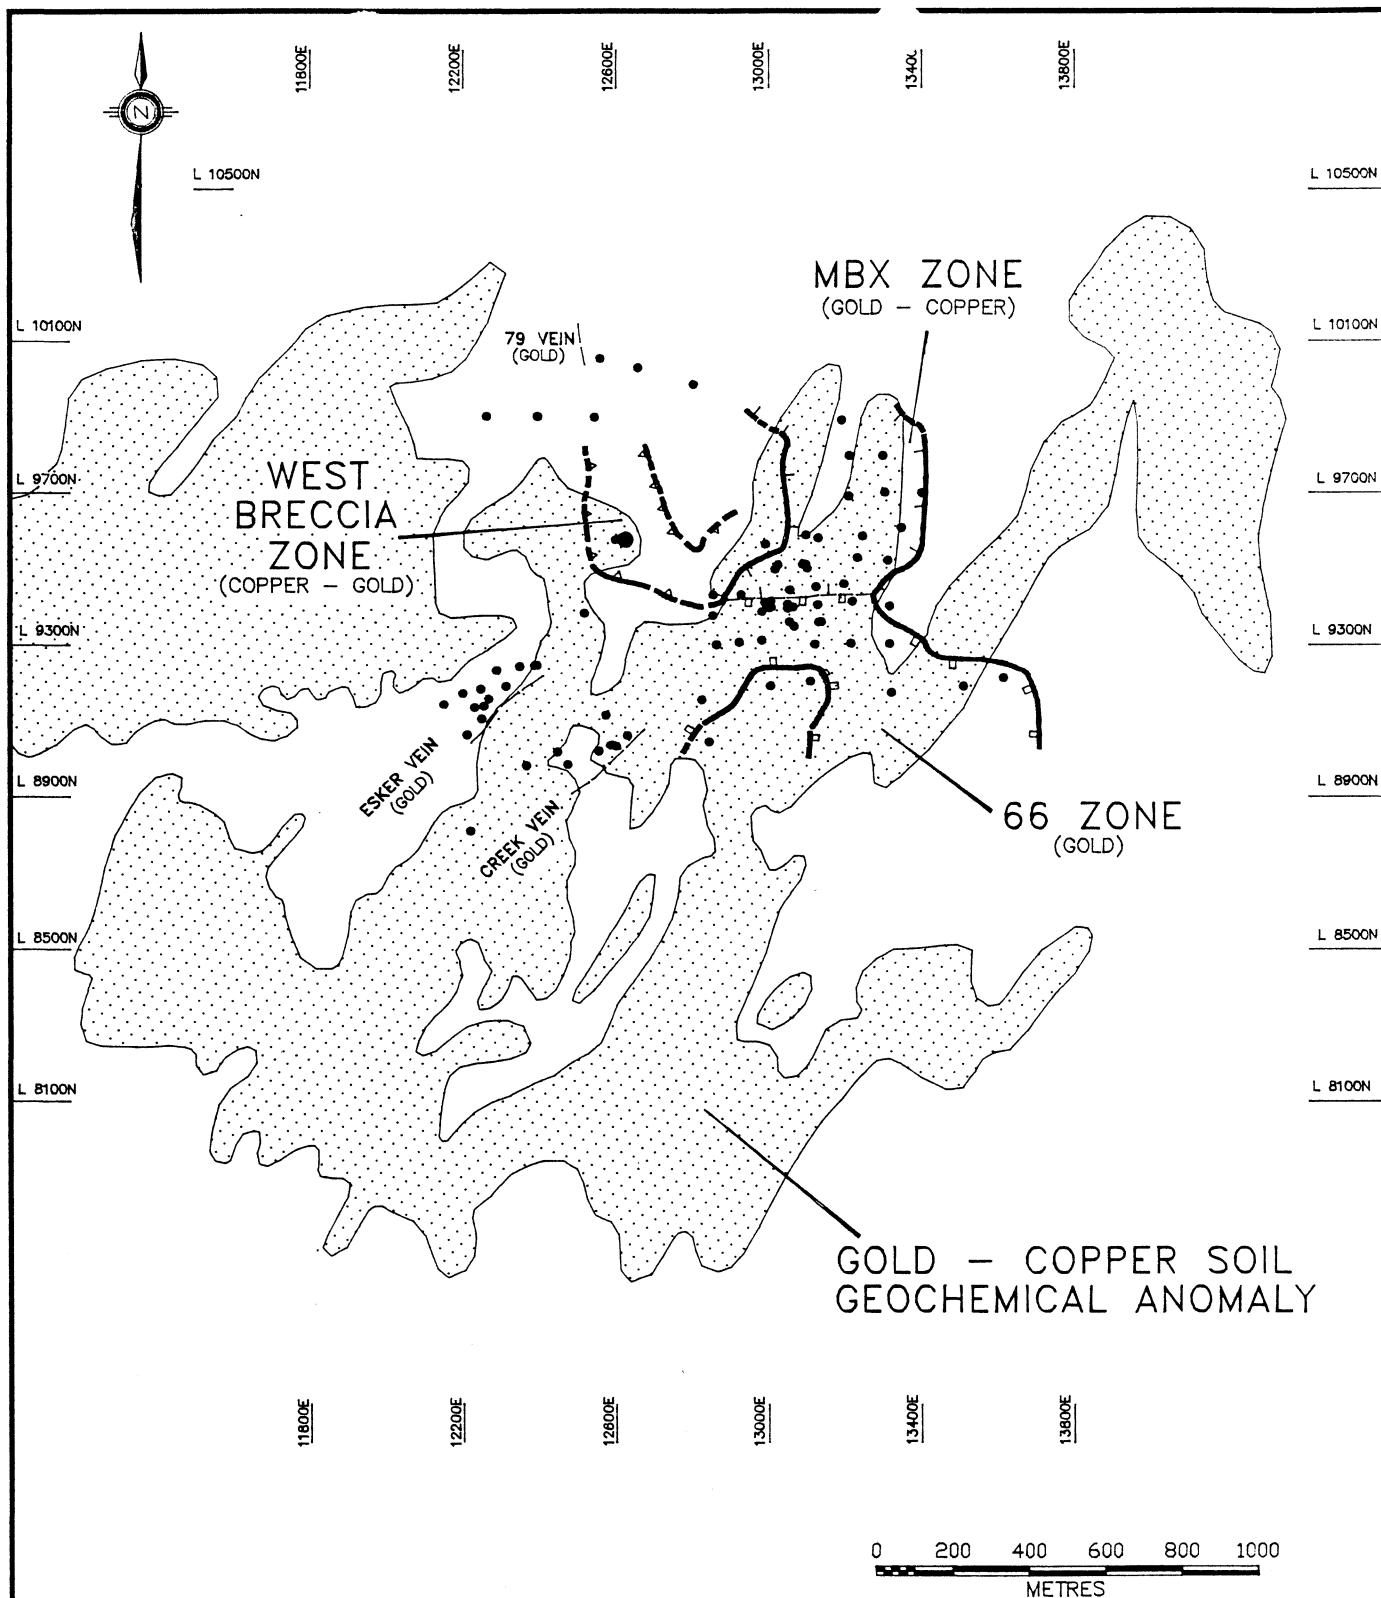 11800E
12200E
12600E
13000E
1340
13800E
N
L 10500N
L 10500N
MBX ZONE
(GOLD – COPPER)
L 10100N
L 10100N
79 VEIN
(GOLD)
WEST
BRECCIA
ZONE
(COPPER – GOLD)
L 9700N
L 9700N
L 9300N
L 9300N
ESKER VEIN
(GOLD)
CREEK VEIN
(GOLD)
L 8900N
L 8900N
66 ZONE
(GOLD)
L 8500N
L 8500N
L 8100N
L 8100N
GOLD – COPPER SOIL
GEOCHEMICAL ANOMALY
11800E
12200E
12600E
13000E
13400E
13800E
0 200 400 600 800 1000
METRES